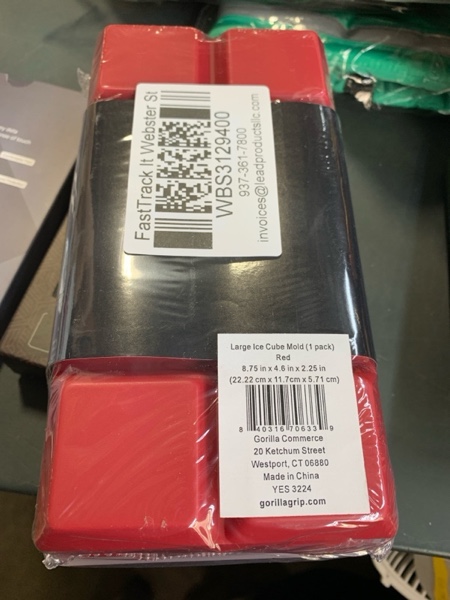 FastTrack It Webster St
WBS3129400
937-361-7800
invoices@leadproductsllc.com
Large Ice Cube Mold (1 pack)
Red
8.75 in x 4.6 in x 2.25 in
(22.22 cm x 11.7cm x 5.71 cm)
8 40316 70633 9
Gorilla Commerce
20 Ketchum Street
Westport, CT 06880
Made in China
YES 3224
gorillagrip.com